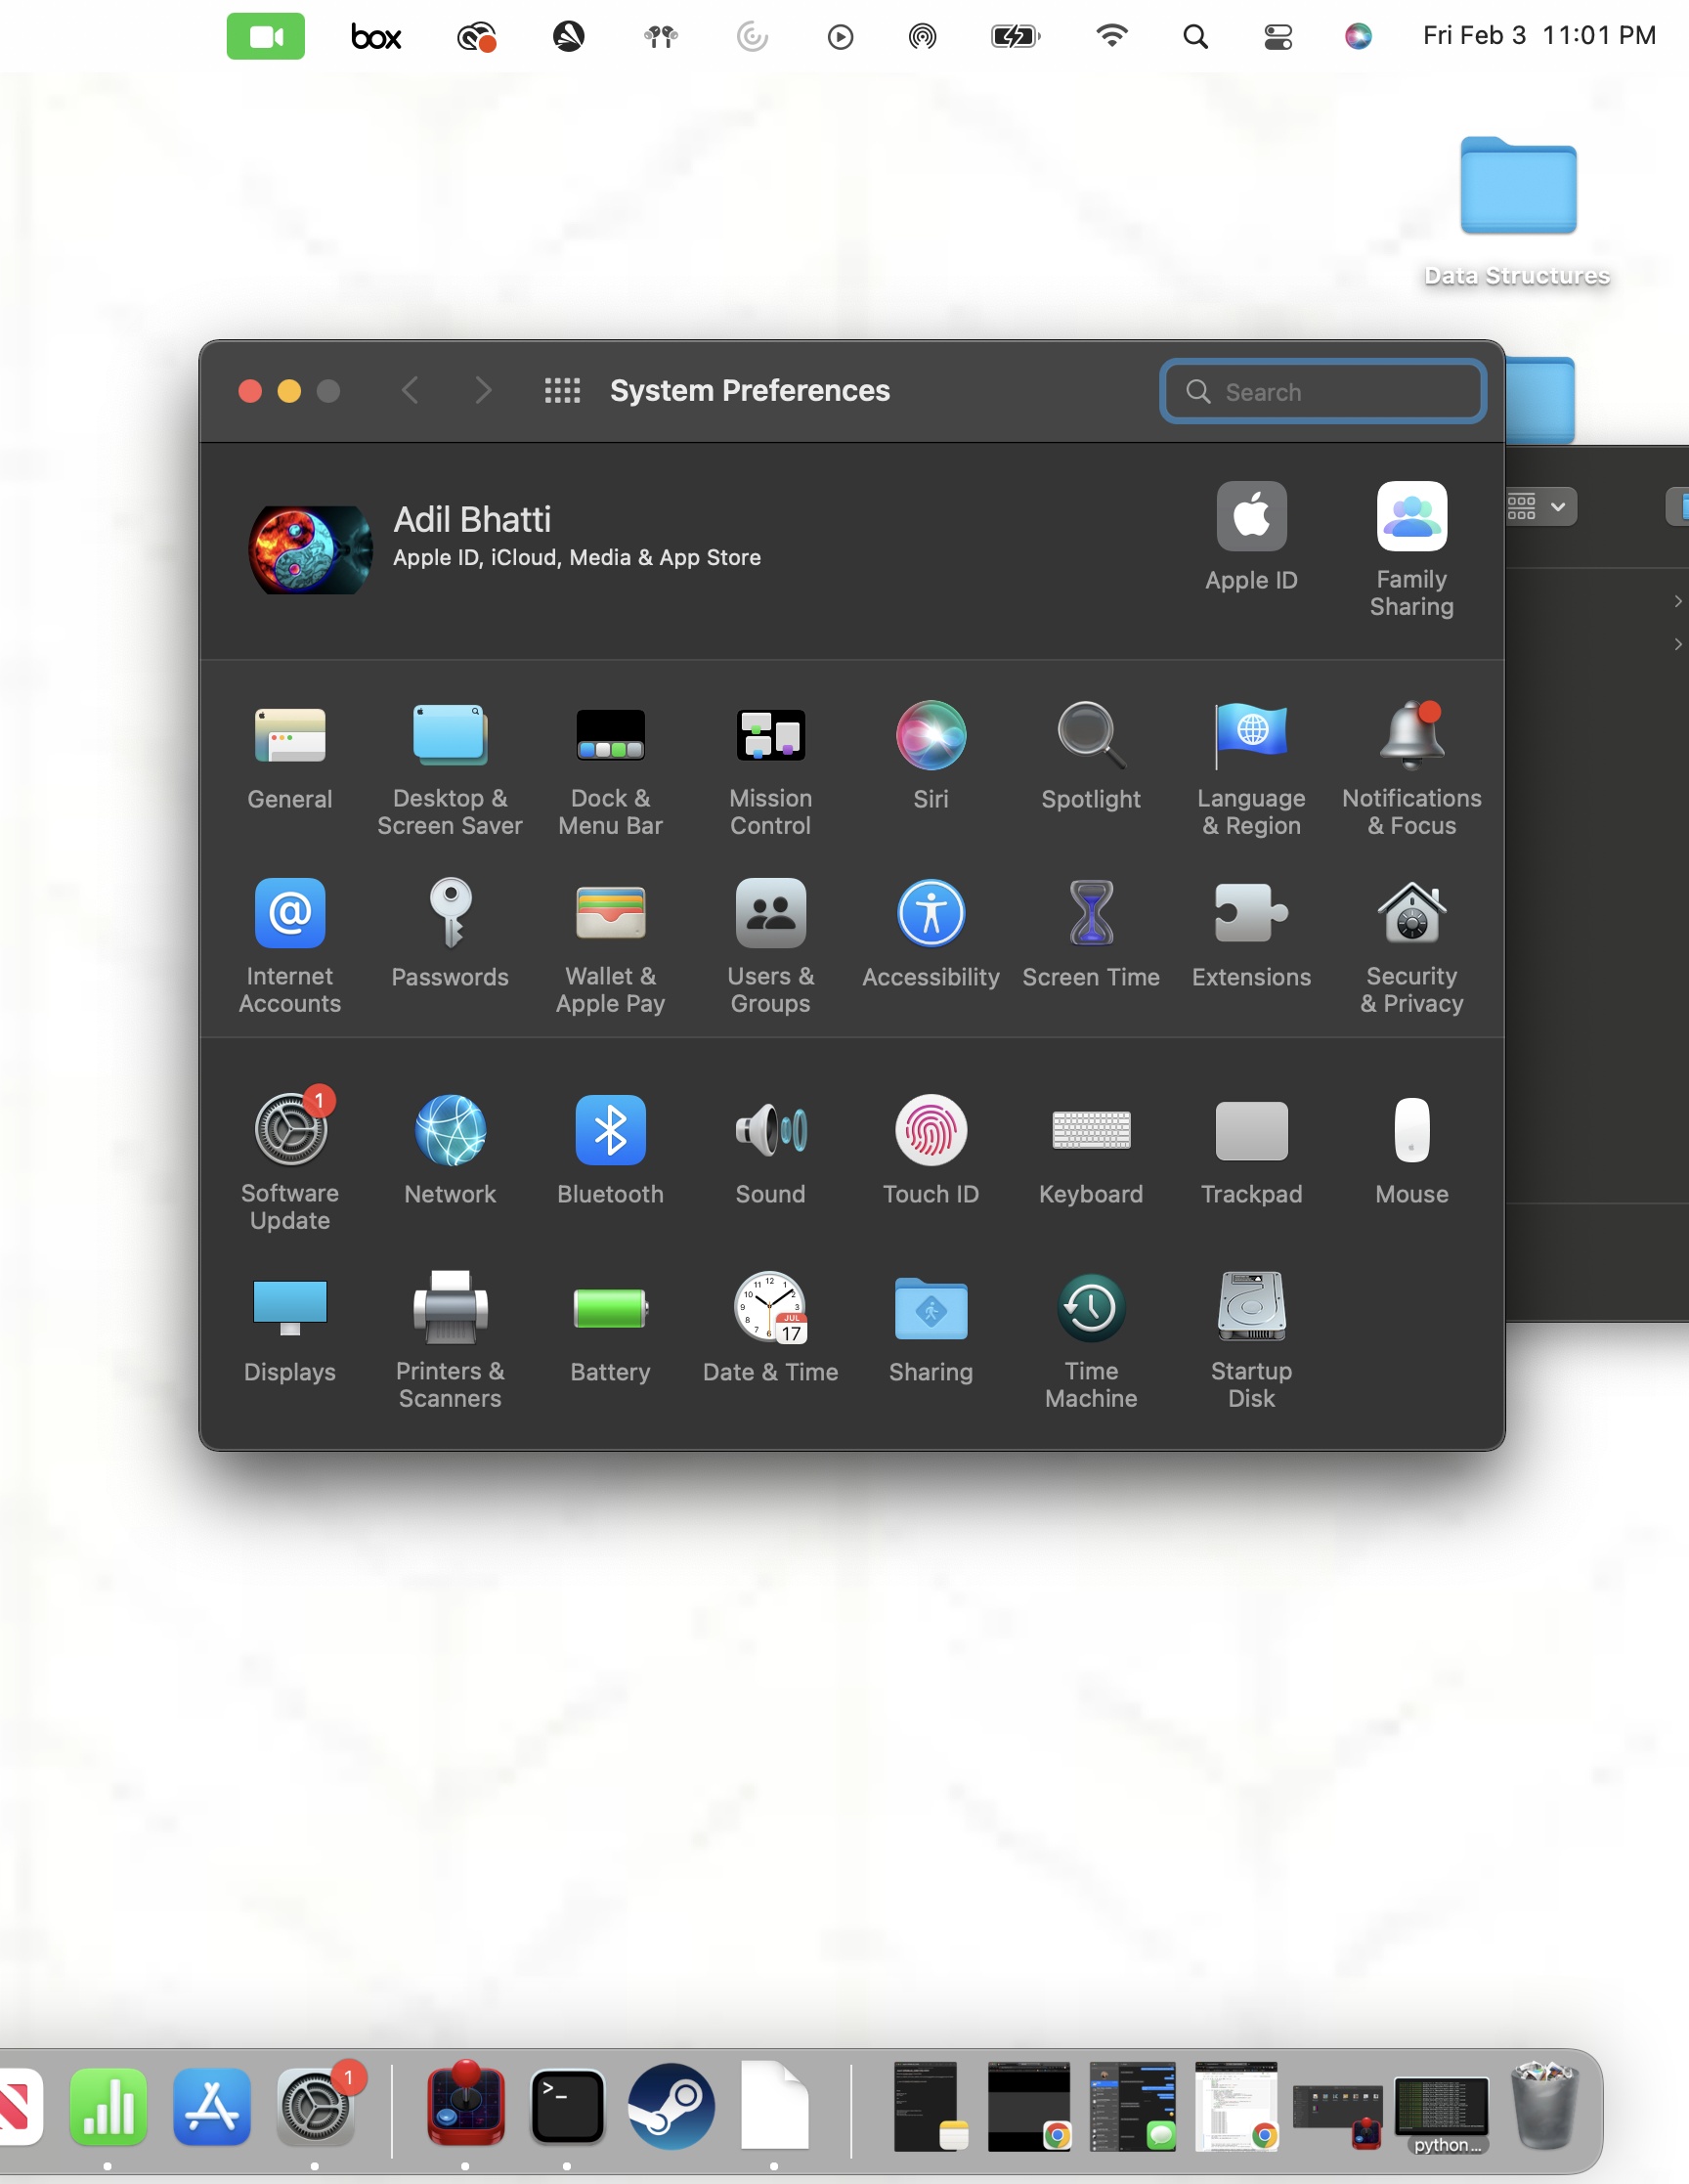 box
Fri Feb 3 11:01 PM
Data Structures
System Preferences
Search
Adil Bhatti
Apple ID, iCloud, Media & App Store
Apple ID
Family
Sharing
General
Desktop &
Screen Saver
Dock &
Menu Bar
Mission
Control
Siri
Spotlight
Language
& Region
Notifications
& Focus
Internet
Accounts
Passwords
Wallet &
Apple Pay
Users &
Groups
Accessibility
Screen Time
Extensions
Security
& Privacy
1
Software
Update
Network
Bluetooth
Sound
Touch ID
Keyboard
Trackpad
Mouse
Displays
Printers &
Scanners
Battery
JUL
17
Date & Time
Sharing
Time
Machine
Startup
Disk
1
>_
python...